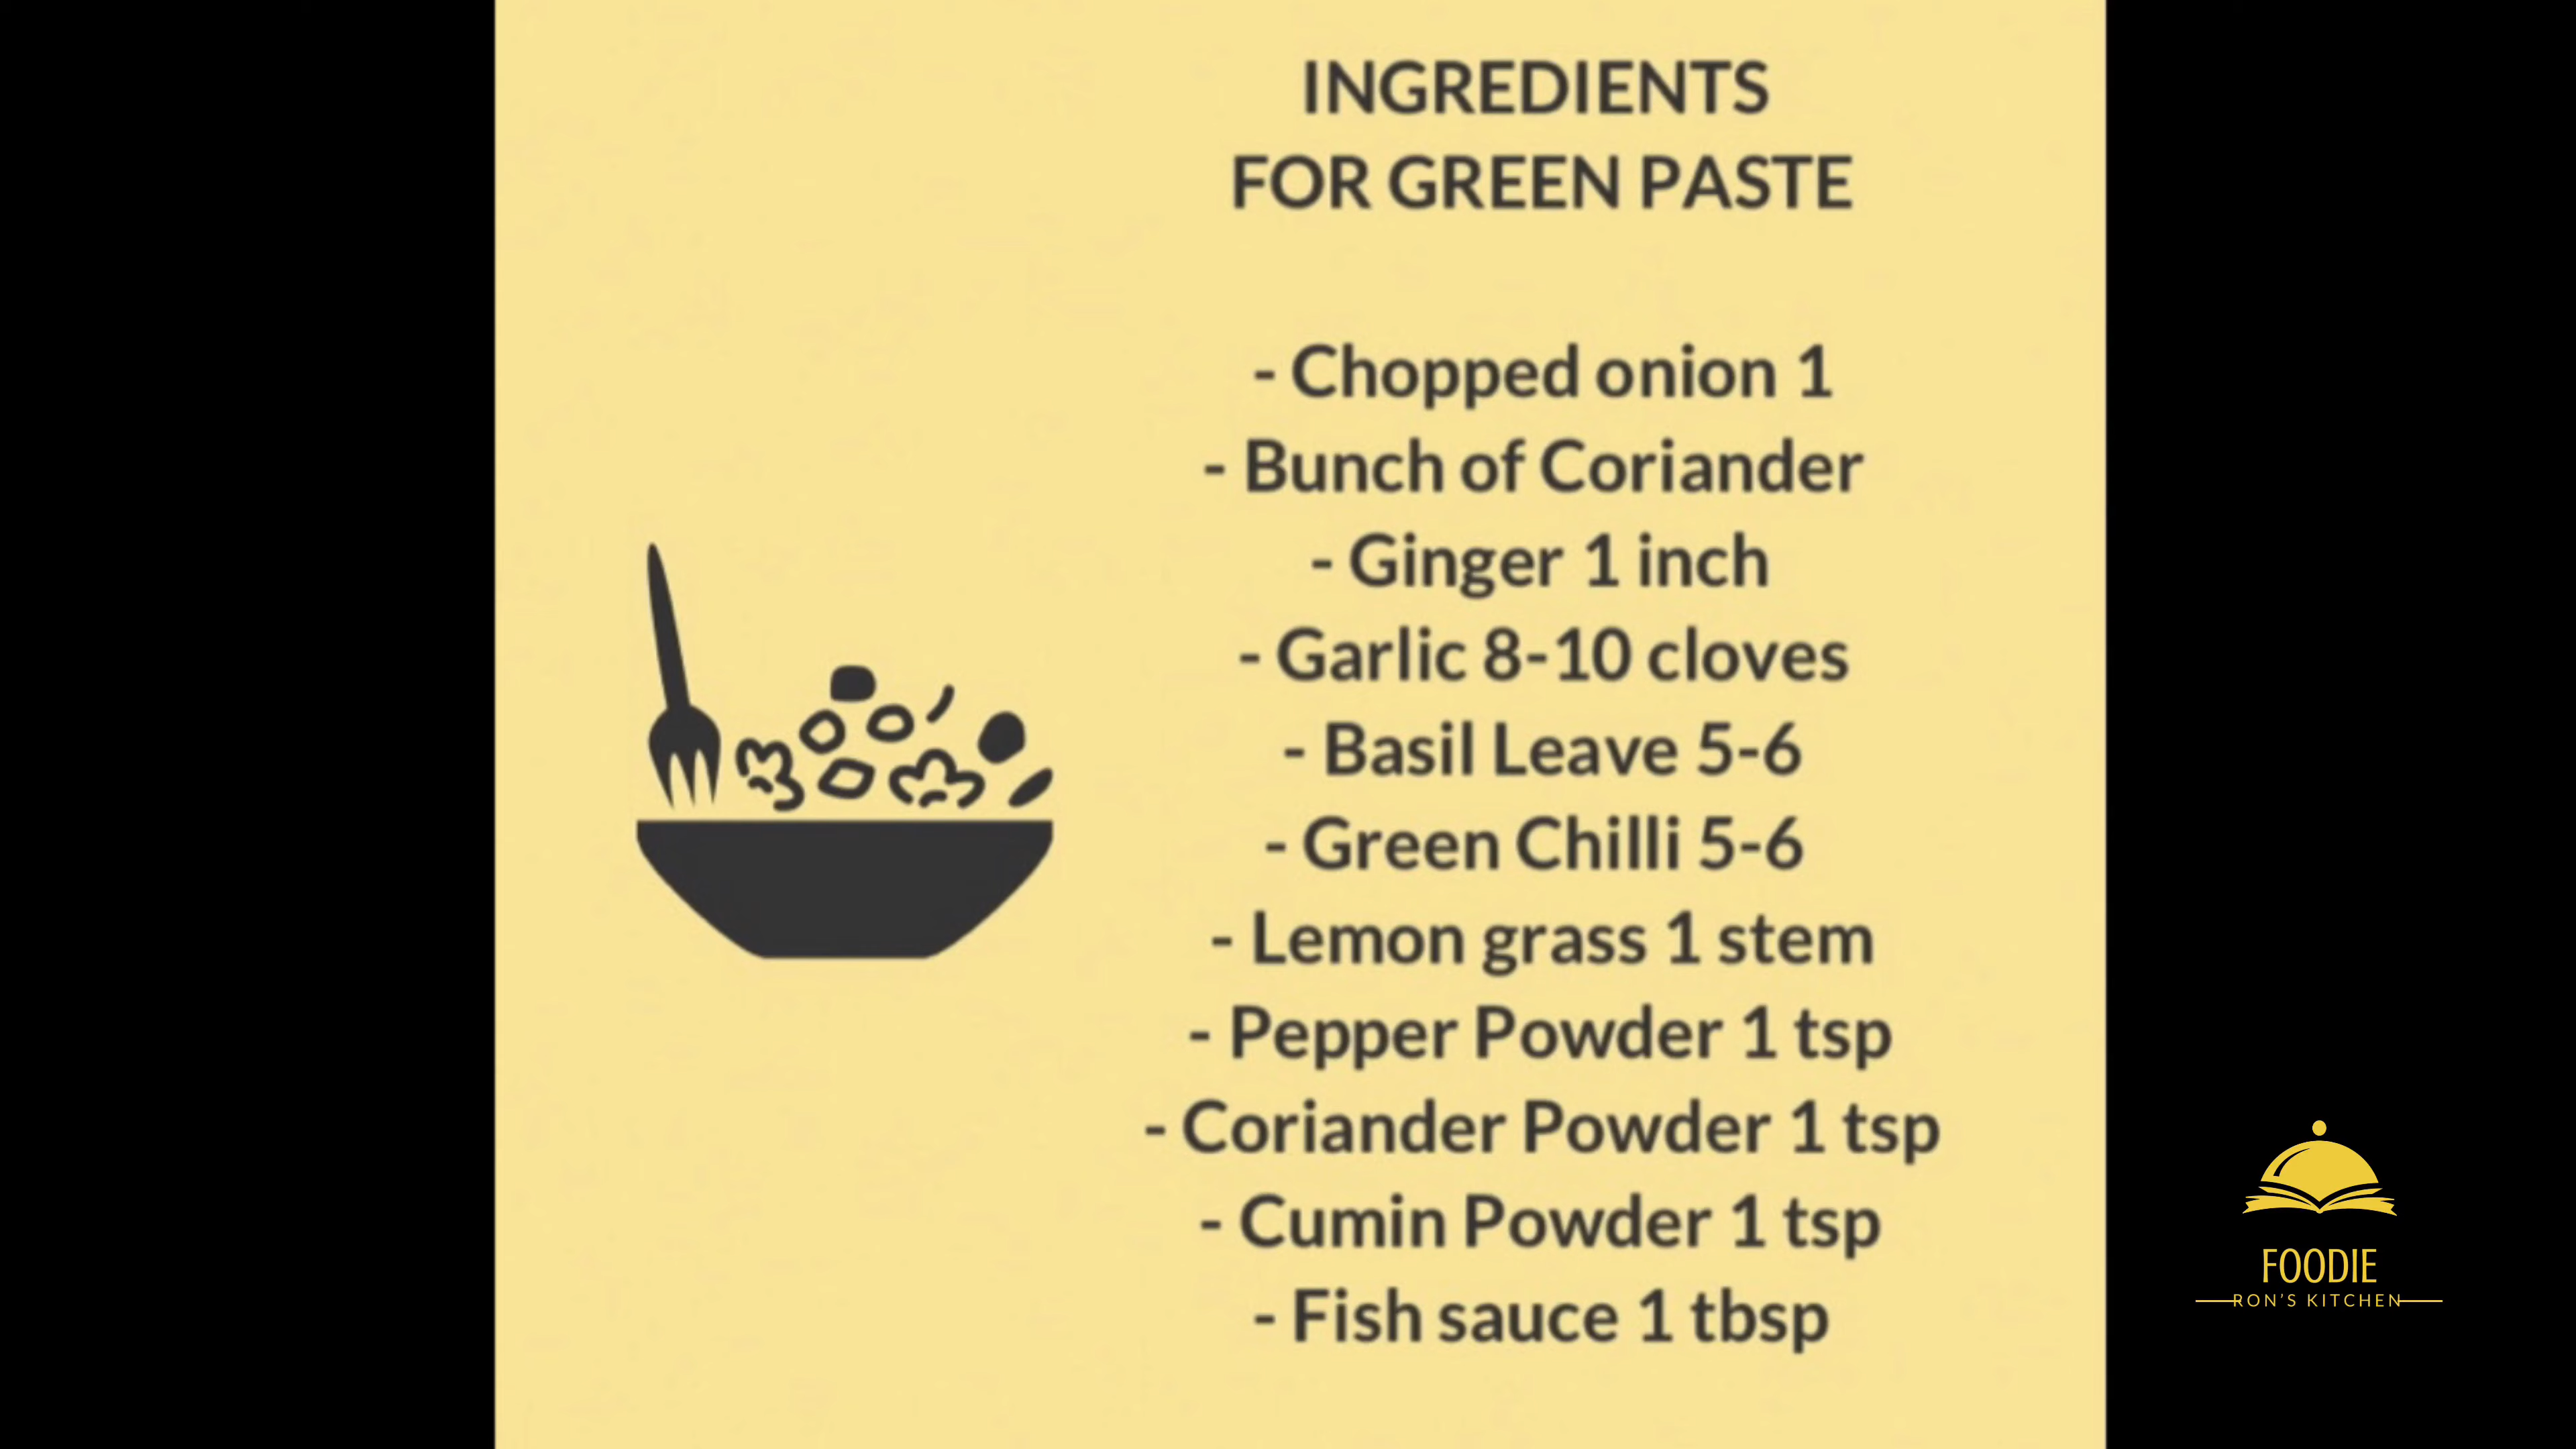 INGREDIENTS
FOR GREEN PASTE
- Chopped onion 1
- Bunch of Coriander
- Ginger 1 inch
- Garlic 8-10 cloves
- Basil Leave 5-6
- Green Chilli 5-6
- Lemon grass 1 stem
- Pepper Powder 1 tsp
- Coriander Powder 1 tsp
- Cumin Powder 1 tsp
- Fish sauce 1 tbsp
FOODIE
RON'S KITCHEN